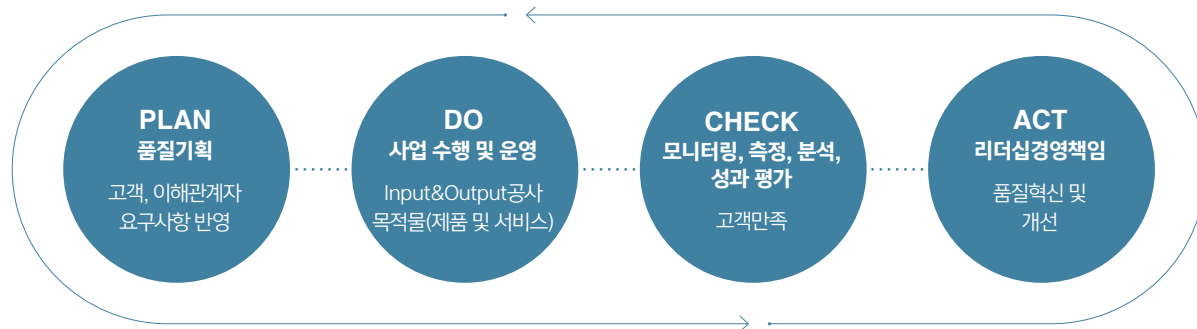 PLAN
품질기획
고객, 이해관계자
요구사항 반영
DO
사업 수행 및 운영
Input&Output공사
목적물(제품 및 서비스)
CHECK
모니터링, 측정, 분석,
성과 평가
고객만족
ACT
리더십경영책임
품질혁신 및
개선